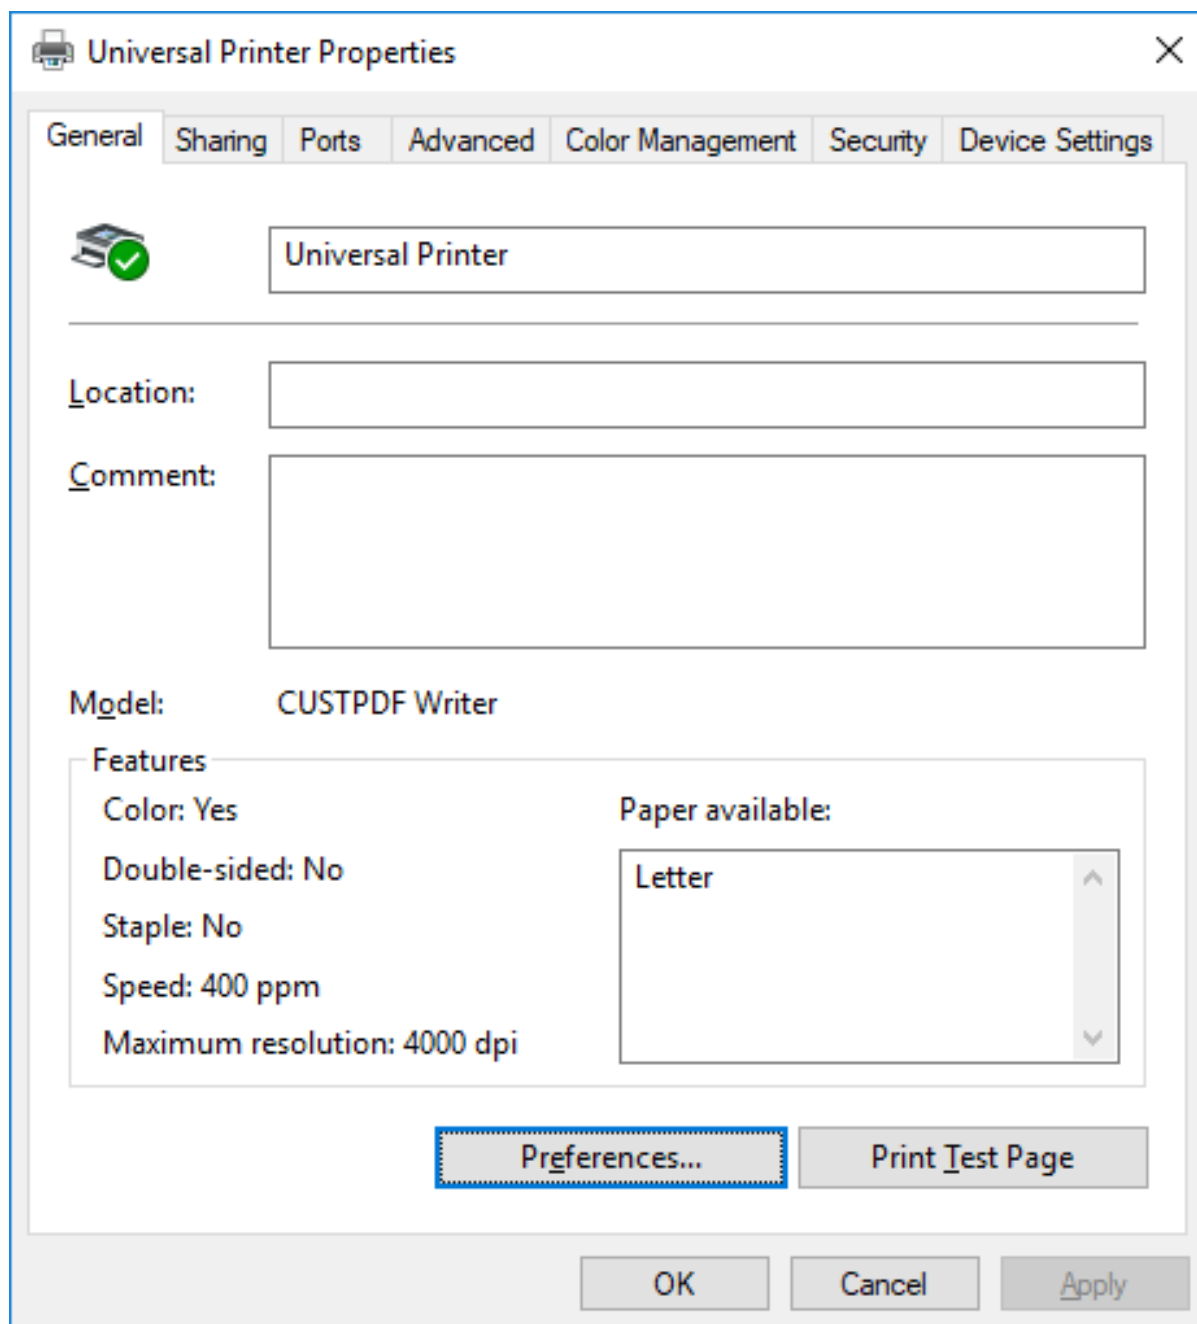 Universal Printer Properties
General Sharing Ports Advanced Color Management Security Device Settings
Universal Printer
Location:
Comment:
Model: CUSTPDF Writer
Features
Color: Yes Paper available:
Double-sided: No Letter
Staple: No
Speed: 400 ppm
Maximum resolution: 4000 dpi
Preferences... Print Test Page
OK Cancel Apply